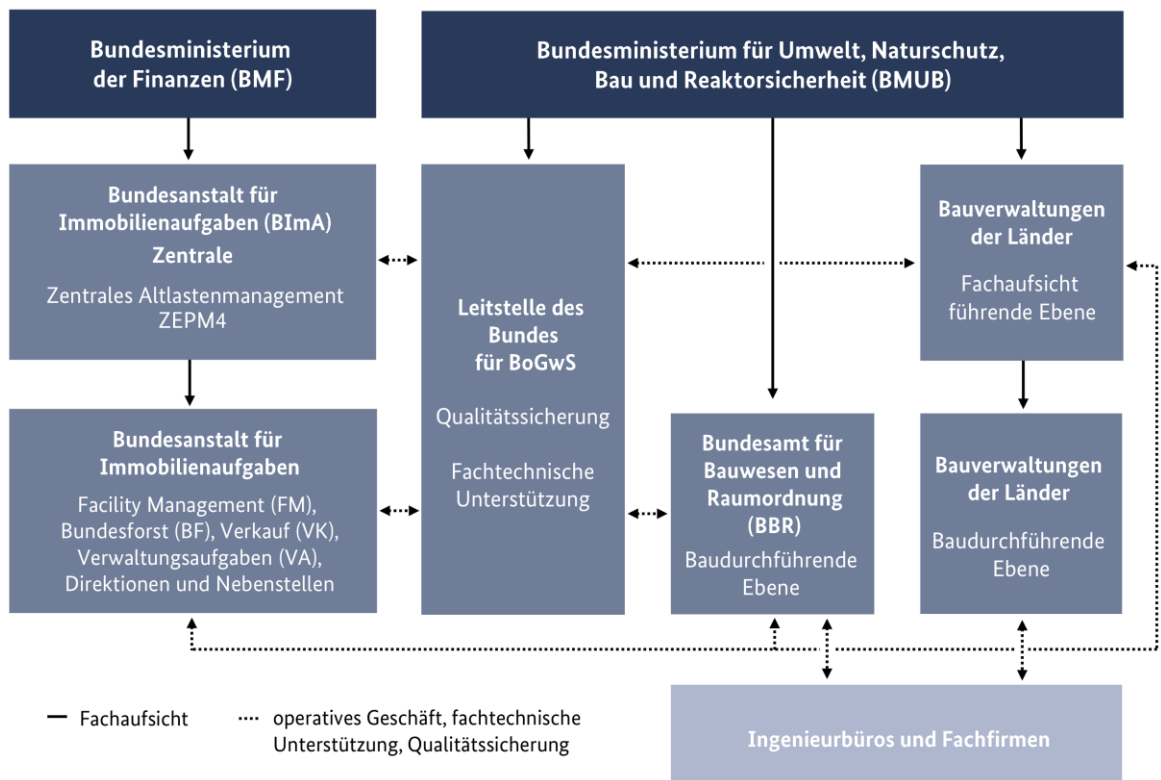 Bundesministerium
der Finanzen (BMF)
Bundesministerium für Umwelt, Naturschutz,
Bau und Reaktorsicherheit (BMUB)
Bundesanstalt für
Immobilienaufgaben (BImA)
Zentrale
Zentrales Altlastenmanagement
ZEPM4
Leitstelle des
Bundes
für BoGwS
Qualitätssicherung
Fachtechnische
Unterstützung
Bauverwaltungen
der Länder
Fachaufsicht
führende Ebene
Bundesanstalt für
Immobilienaufgaben
Facility Management (FM),
Bundesforst (BF), Verkauf (VK),
Verwaltungsaufgaben (VA),
Direktionen und Nebenstellen
Bundesamt für
Bauwesen und
Raumordnung
(BBR)
Baudurchführende
Ebene
Bauverwaltungen
der Länder
Baudurchführende
Ebene
Fachaufsicht
operatives Geschäft, fachtechnische
Unterstützung, Qualitätssicherung
Ingenieurbüros und Fachfirmen